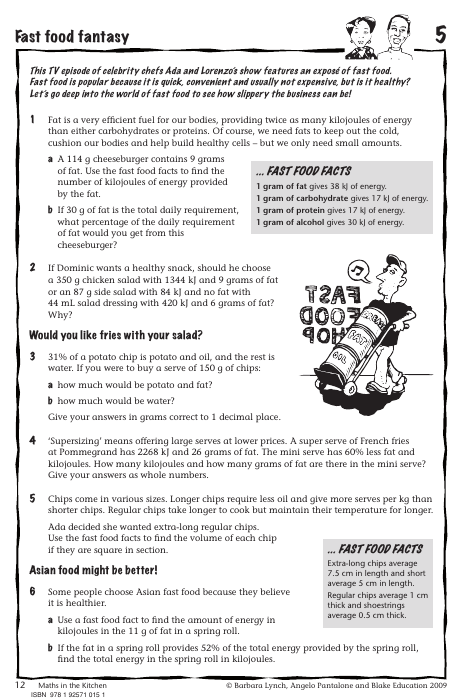 Fast food fantasy
5
This TV episode of celebrity chefs Ada and Lorenzo's show features an exposé of fast food.
Fast food is popular because it is quick, convenient and usually not expensive, but is it healthy?
Let's go deep into the world of fast food to see how slippery the business can be!
1 Fat is a very efficient fuel for our bodies, providing twice as many kilojoules of energy
than either carbohydrates or proteins. Of course, we need fats to keep out the cold,
cushion our bodies and help build healthy cells – but we only need small amounts.
a A 114 g cheeseburger contains 9 grams
of fat. Use the fast food facts to find the
number of kilojoules of energy provided
by the fat.
b If 30 g of fat is the total daily requirement,
what percentage of the daily requirement
of fat would you get from this
cheeseburger?
... FAST FOOD FACTS
1 gram of fat gives 38 kJ of energy.
1 gram of carbohydrate gives 17 kJ of energy.
1 gram of protein gives 17 kJ of energy.
1 gram of alcohol gives 30 kJ of energy.
2 If Dominic wants a healthy snack, should he choose
a 350 g chicken salad with 1344 kJ and 9 grams of fat
or an 87 g side salad with 84 kJ and no fat with
44 mL salad dressing with 420 kJ and 6 grams of fat?
Why?
FAST
FOOD
SHOP
FAT
FAT
OIL
Would you like fries with your salad?
3 31% of a potato chip is potato and oil, and the rest is
water. If you were to buy a serve of 150 g of chips:
a how much would be potato and fat?
b how much would be water?
Give your answers in grams correct to 1 decimal place.
4 'Supersizing' means offering large serves at lower prices. A super serve of French fries
at Pommegrand has 2268 kJ and 26 grams of fat. The mini serve has 60% less fat and
kilojoules. How many kilojoules and how many grams of fat are there in the mini serve?
Give your answers as whole numbers.
5 Chips come in various sizes. Longer chips require less oil and give more serves per kg than
shorter chips. Regular chips take longer to cook but maintain their temperature for longer.
Ada decided she wanted extra-long regular chips.
Use the fast food facts to find the volume of each chip
if they are square in section.
... FAST FOOD FACTS
Extra-long chips average
7.5 cm in length and short
average 5 cm in length.
Regular chips average 1 cm
thick and shoestrings
average 0.5 cm thick.
Asian food might be better!
6 Some people choose Asian fast food because they believe
it is healthier.
a Use a fast food fact to find the amount of energy in
kilojoules in the 11 g of fat in a spring roll.
b If the fat in a spring roll provides 52% of the total energy provided by the spring roll,
find the total energy in the spring roll in kilojoules.
12 Maths in the Kitchen
© Barbara Lynch, Angelo Pantalone and Blake Education 2009
ISBN 978 1 92571 015 1